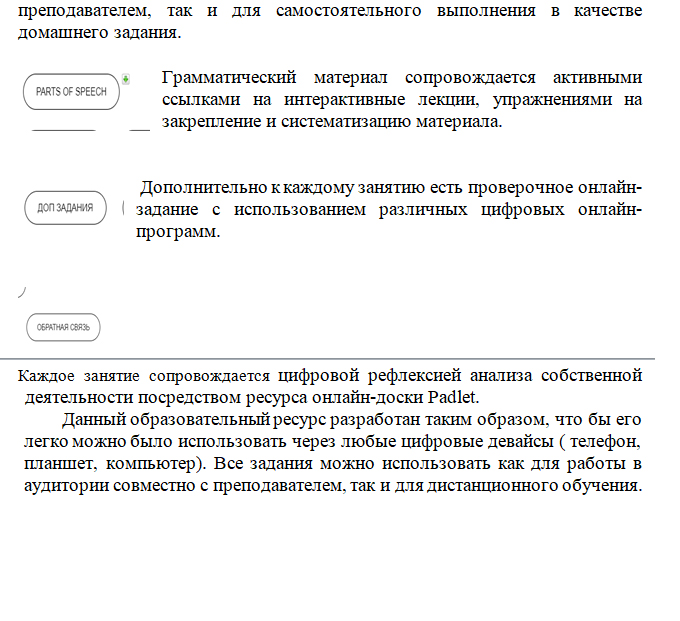 преподавателем, так и для самостоятельного выполнения в качестве
домашнего задания.
PARTS OF SPEECH
Грамматический материал сопровождается активными
ссылками на интерактивные лекции, упражнениями на
закрепление и систематизацию материала.
ДОП ЗАДАНИЯ
Дополнительно к каждому занятию есть проверочное онлайн-
задание с использованием различных цифровых онлайн-
программ.
ОБРАТНАЯ СВЯЗЬ
Каждое занятие сопровождается цифровой рефлексией анализа собственной
деятельности посредством ресурса онлайн-доски Padlet.
Данный образовательный ресурс разработан таким образом, что бы его
легко можно было использовать через любые цифровые девайсы ( телефон,
планшет, компьютер). Все задания можно использовать как для работы в
аудитории совместно с преподавателем, так и для дистанционного обучения.